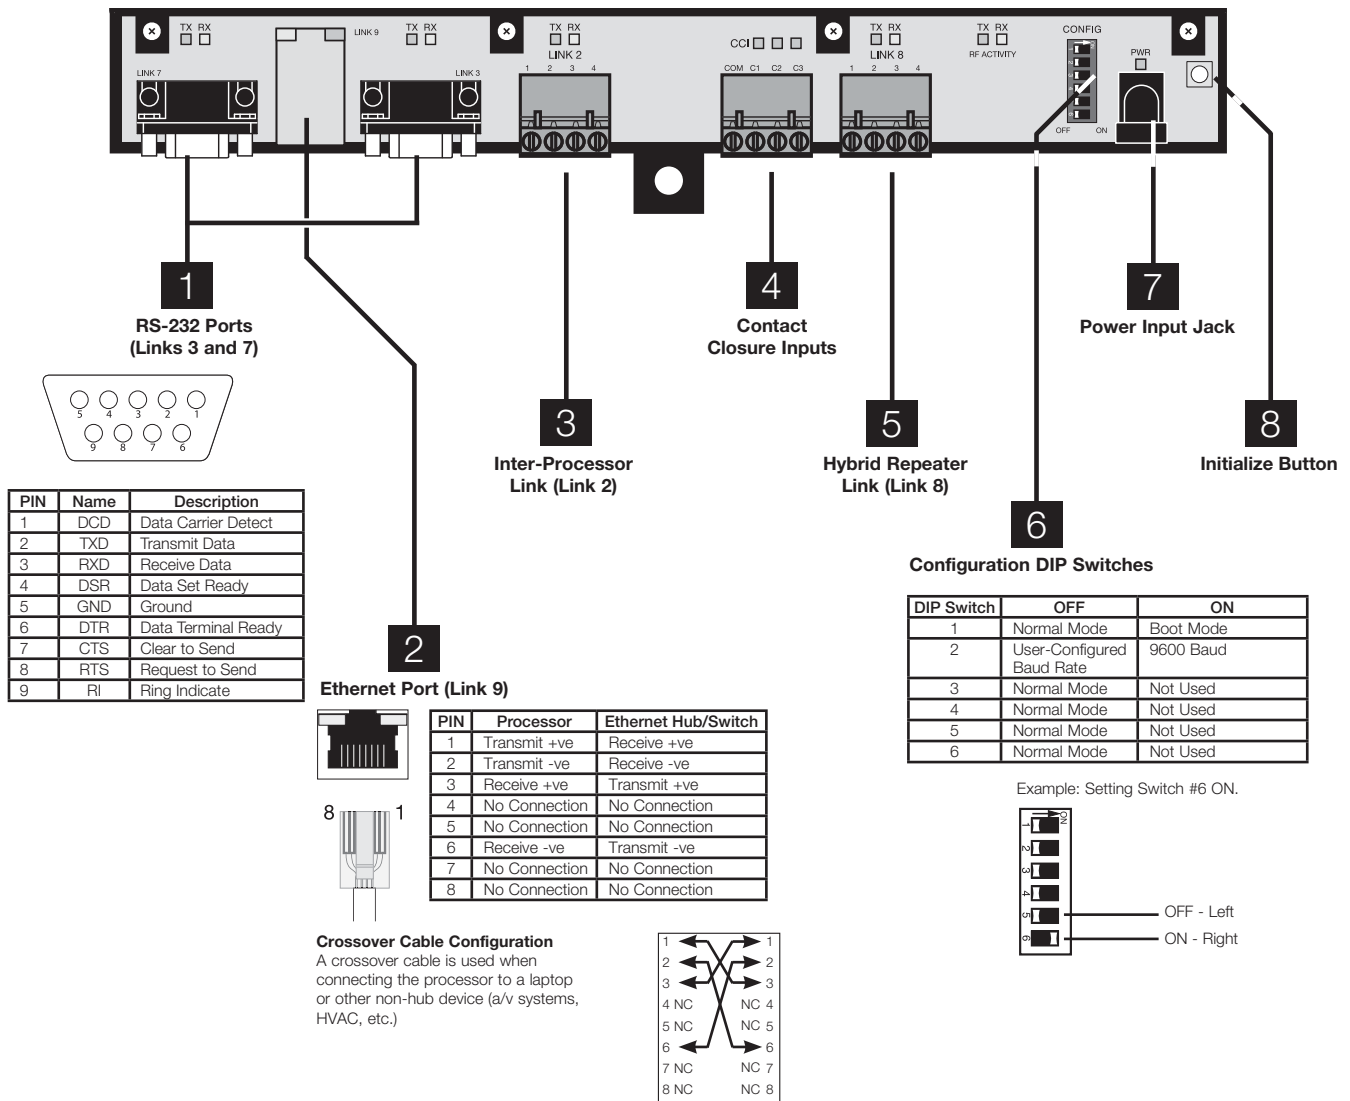 TX RX
LINK 9
TX RX
TX RX
LINK 2
CCI
TX RX
LINK 8
TX RX
RF ACTIVITY
CONFIG
PWR
LINK 7
LINK 3
1 2 3 4
COM C1 C2 C3
1 2 3 4
OFF ON
1
RS-232 Ports
(Links 3 and 7)
5 4 3 2 1
9 8 7 6
PIN Name Description
1 DCD Data Carrier Detect
2 TXD Transmit Data
3 RXD Receive Data
4 DSR Data Set Ready
5 GND Ground
6 DTR Data Terminal Ready
7 CTS Clear to Send
8 RTS Request to Send
9 RI Ring Indicate
2
Ethernet Port (Link 9)
PIN Processor Ethernet Hub/Switch
1 Transmit +ve Receive +ve
2 Transmit -ve Receive -ve
3 Receive +ve Transmit +ve
4 No Connection No Connection
5 No Connection No Connection
6 Receive -ve Transmit -ve
7 No Connection No Connection
8 No Connection No Connection
8 1
Crossover Cable Configuration
A crossover cable is used when
connecting the processor to a laptop
or other non-hub device (a/v systems,
HVAC, etc.)
1 1
2 2
3 3
4 NC NC 4
5 NC NC 5
6 6
7 NC NC 7
8 NC NC 8
3
Inter-Processor
Link (Link 2)
4
Contact
Closure Inputs
5
Hybrid Repeater
Link (Link 8)
6
Configuration DIP Switches
DIP Switch OFF ON
1 Normal Mode Boot Mode
2 User-Configured Baud Rate 9600 Baud
3 Normal Mode Not Used
4 Normal Mode Not Used
5 Normal Mode Not Used
6 Normal Mode Not Used
Example: Setting Switch #6 ON.
ON
1
2
3
4
5
6
OFF - Left
ON - Right
7
Power Input Jack
8
Initialize Button